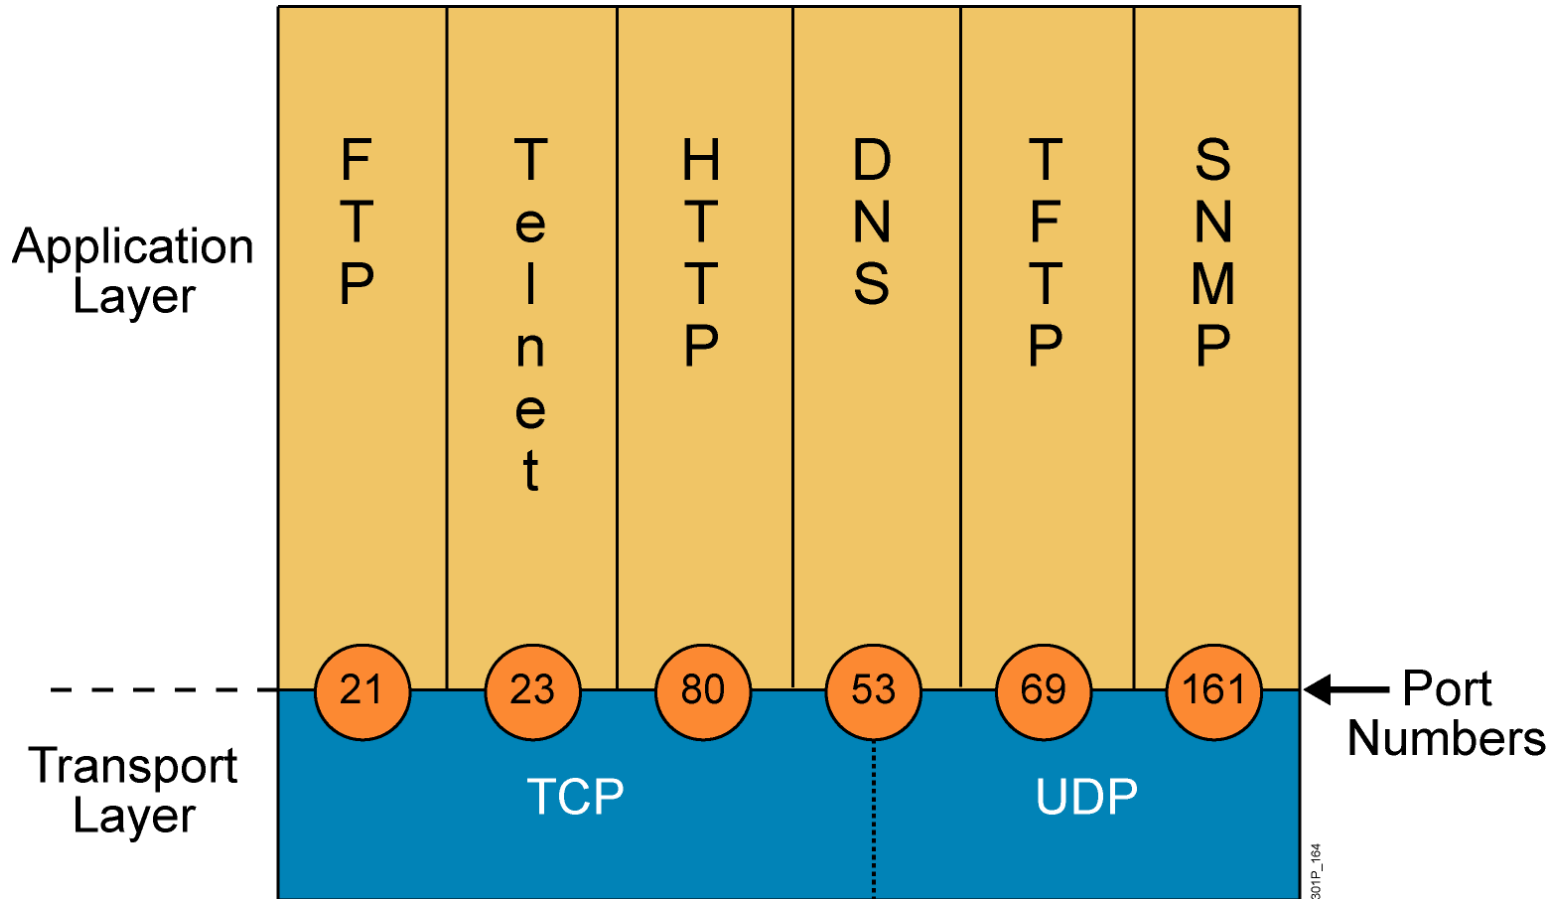 FTP
Telnet
HTTP
DNS
TFTP
SNMP
Application
Layer
21
23
80
53
69
161
Port
Numbers
Transport
Layer
TCP
UDP
301P_164